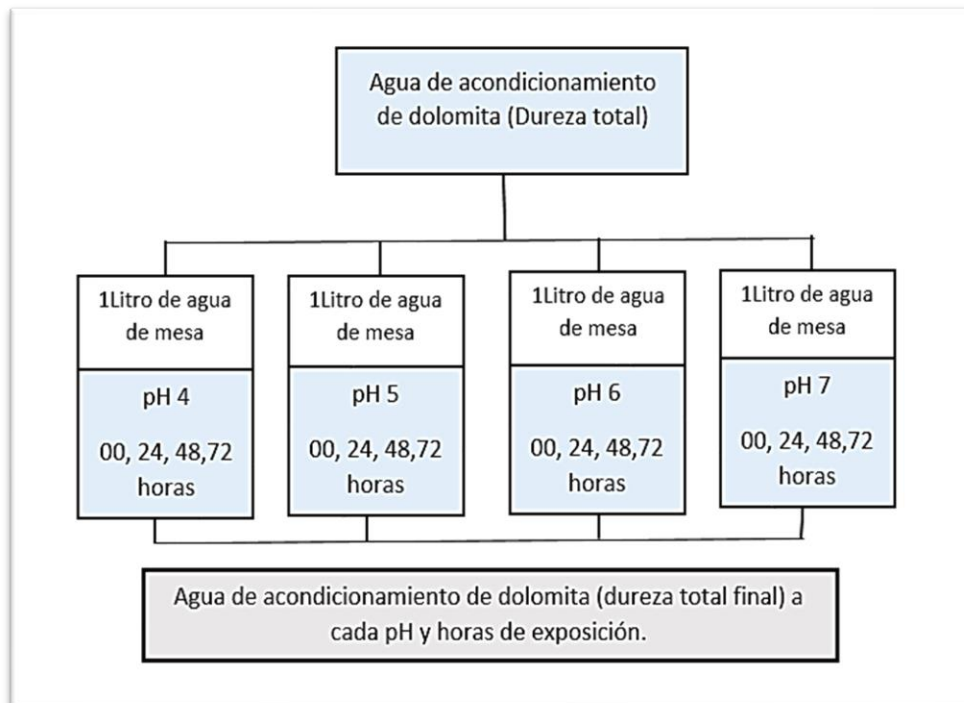 Agua de acondicionamiento
de dolomita (Dureza total)
1Litro de agua
de mesa
pH 4
00, 24, 48,72
horas
1Litro de agua
de mesa
pH 5
00, 24, 48,72
horas
1Litro de agua
de mesa
pH 6
00, 24, 48,72
horas
1Litro de agua
de mesa
pH 7
00, 24, 48,72
horas
Agua de acondicionamiento de dolomita (dureza total final) a
cada pH y horas de exposición.